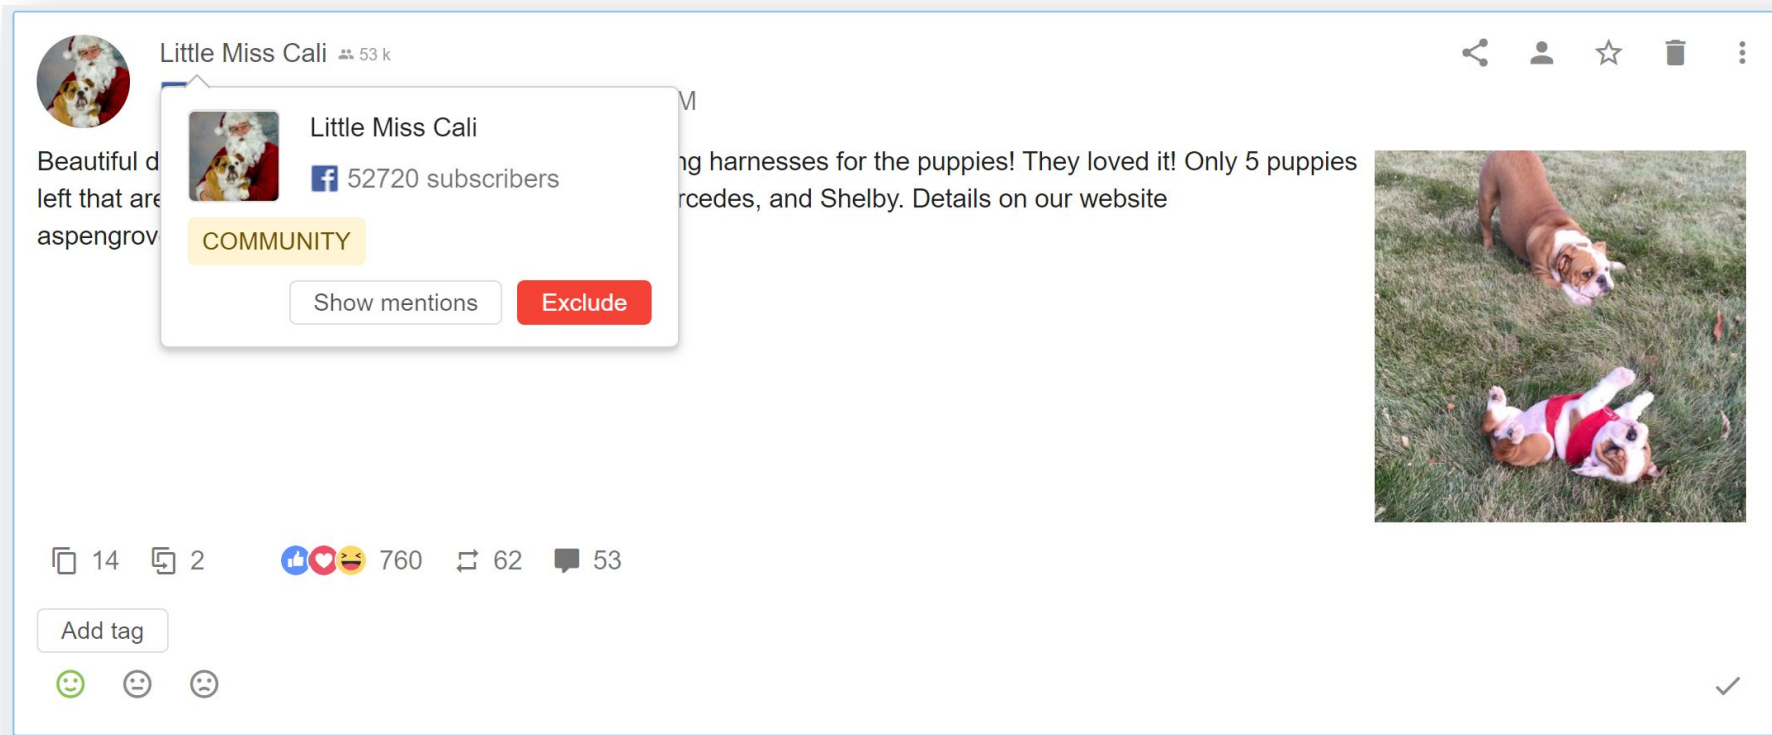 Little Miss Cali 53 k
M
Little Miss Cali
52720 subscribers
COMMUNITY
Show mentions Exclude
Beautiful d ng harnesses for the puppies! They loved it! Only 5 puppies
left that are rcedes, and Shelby. Details on our website
aspengrov
14 2 760 62 53
Add tag